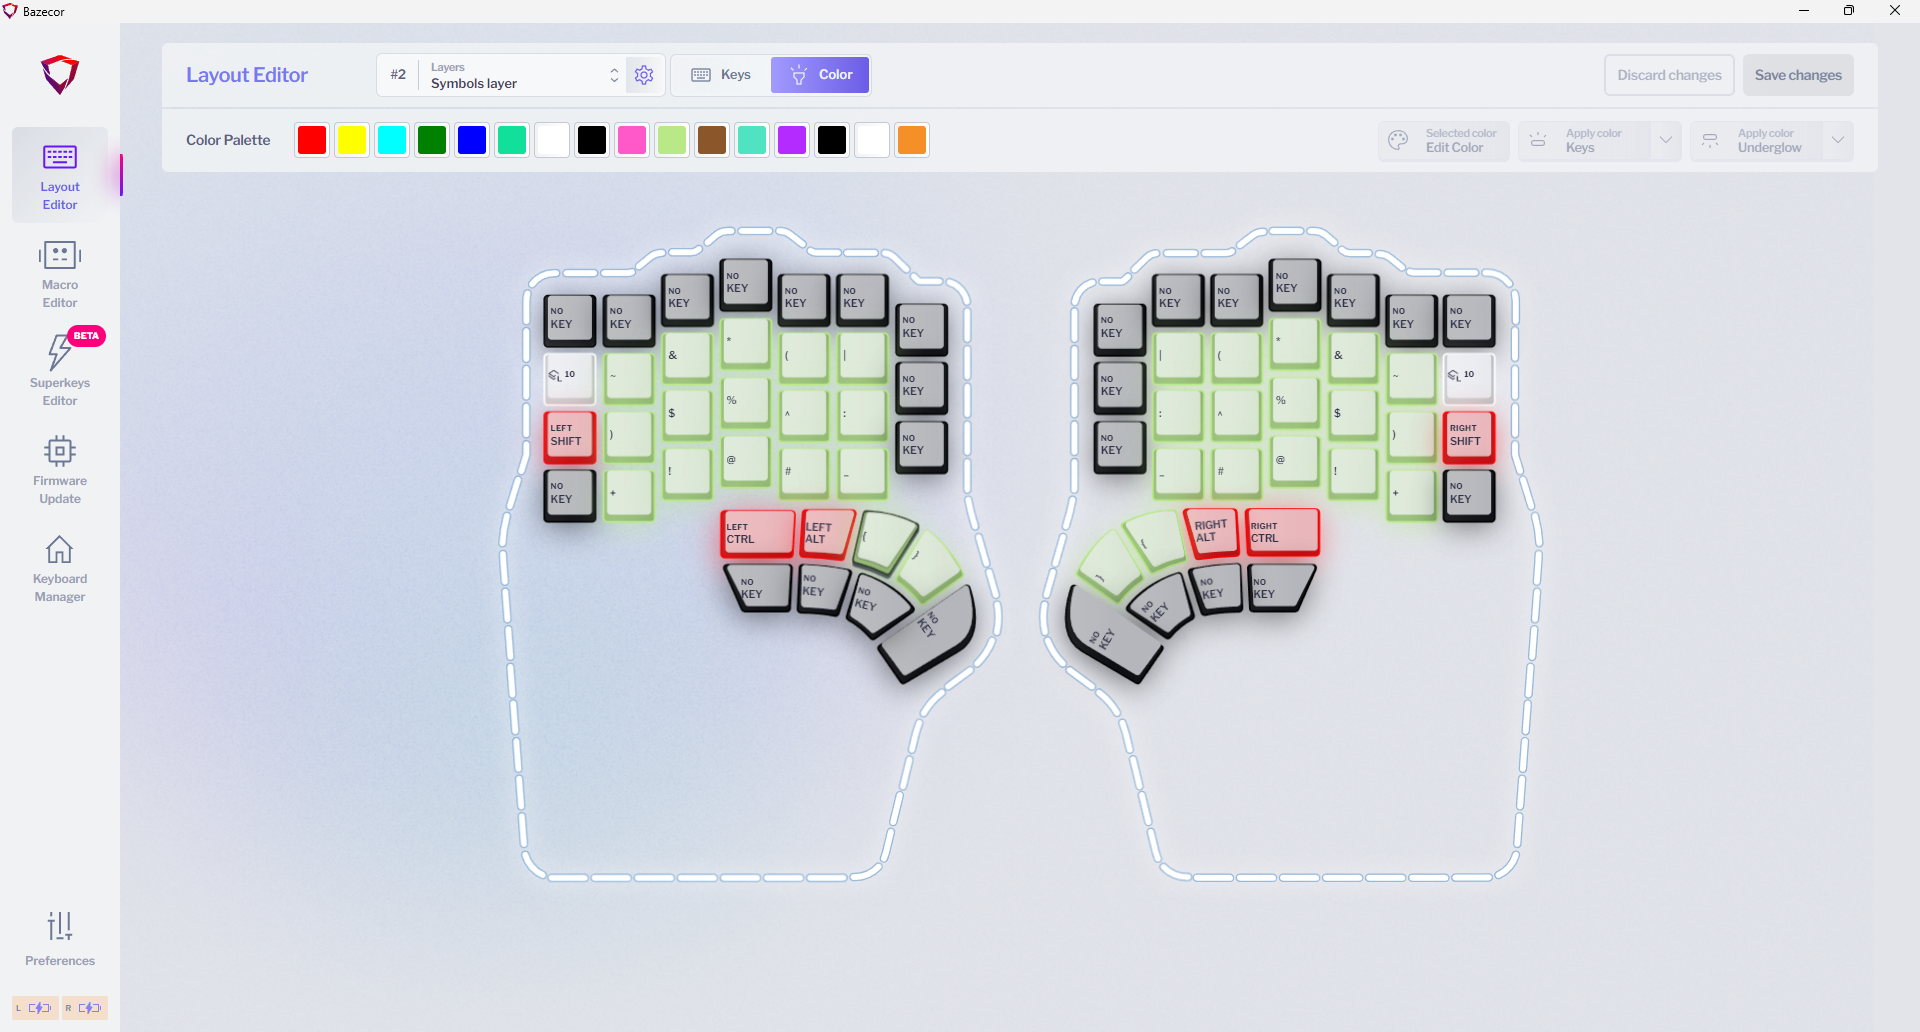 Bazecor
Layout Editor
#2
Layers
Symbols layer
Keys
Color
Discard changes
Save changes
Color Palette
Selected color
Edit Color
Apply color
Keys
Apply color
Underglow
Layout
Editor
Macro
Editor
BETA
Superkeys
Editor
Firmware
Update
Keyboard
Manager
Preferences
L
R
NO KEY
NO KEY
NO KEY
NO KEY
NO KEY
NO KEY
NO KEY
L 10
~
&
*
(
|
NO KEY
LEFT SHIFT
)
$
%
^
:
NO KEY
NO KEY
+
!
@
#
_
LEFT CTRL
LEFT ALT
NO KEY
NO KEY
NO KEY
NO KEY
NO KEY
NO KEY
NO KEY
NO KEY
NO KEY
NO KEY
NO KEY
NO KEY
|
(
*
&
~
L 10
NO KEY
:
^
%
$
)
RIGHT SHIFT
NO KEY
_
#
@
!
+
NO KEY
RIGHT ALT
RIGHT CTRL
NO KEY
NO KEY
NO KEY
NO KEY